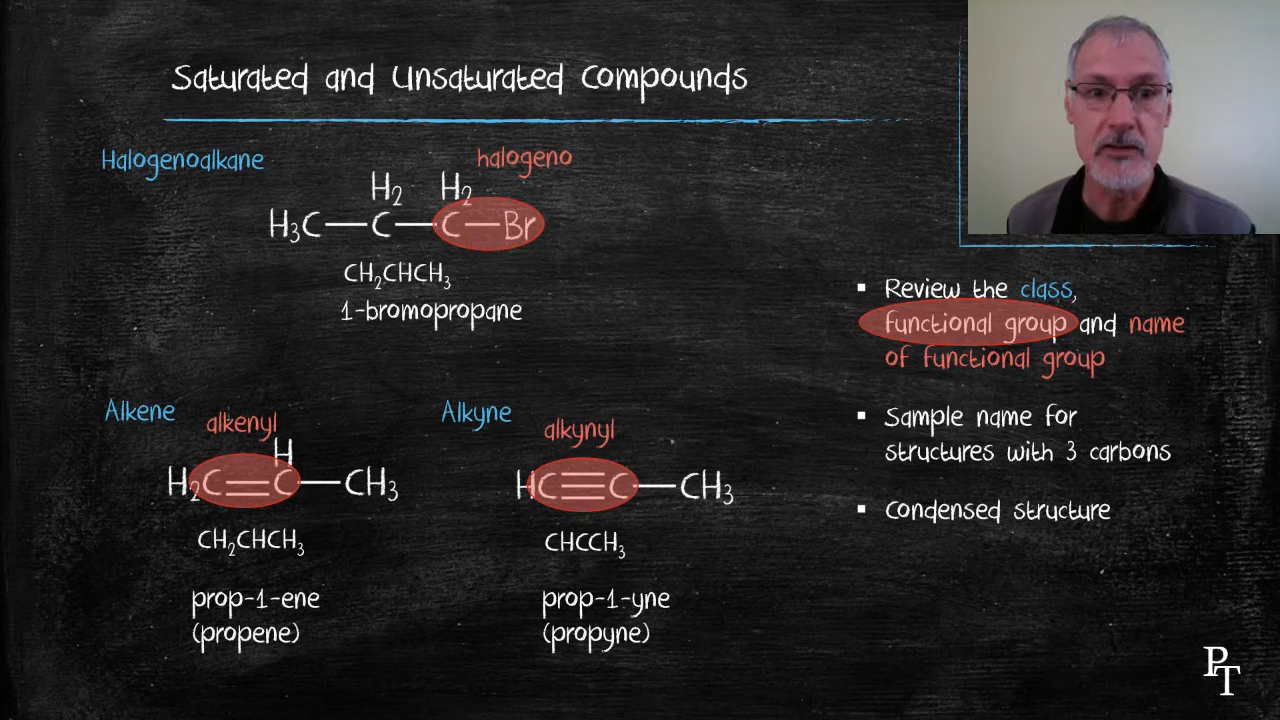 Saturated and Unsaturated Compounds
Halogenoalkane
halogeno
H₂ H₂
H₃C — C — C — Br
CH₂CHCH₃
1-bromopropane
Alkene
alkenyl
H
H₂C = C — CH₃
CH₂CHCH₃
prop-1-ene
(propene)
Alkyne
alkynyl
HC ≡ C — CH₃
CHCCH₃
prop-1-yne
(propyne)
▪ Review the class,
functional group and name
of functional group
▪ Sample name for
structures with 3 carbons
▪ Condensed structure
PT